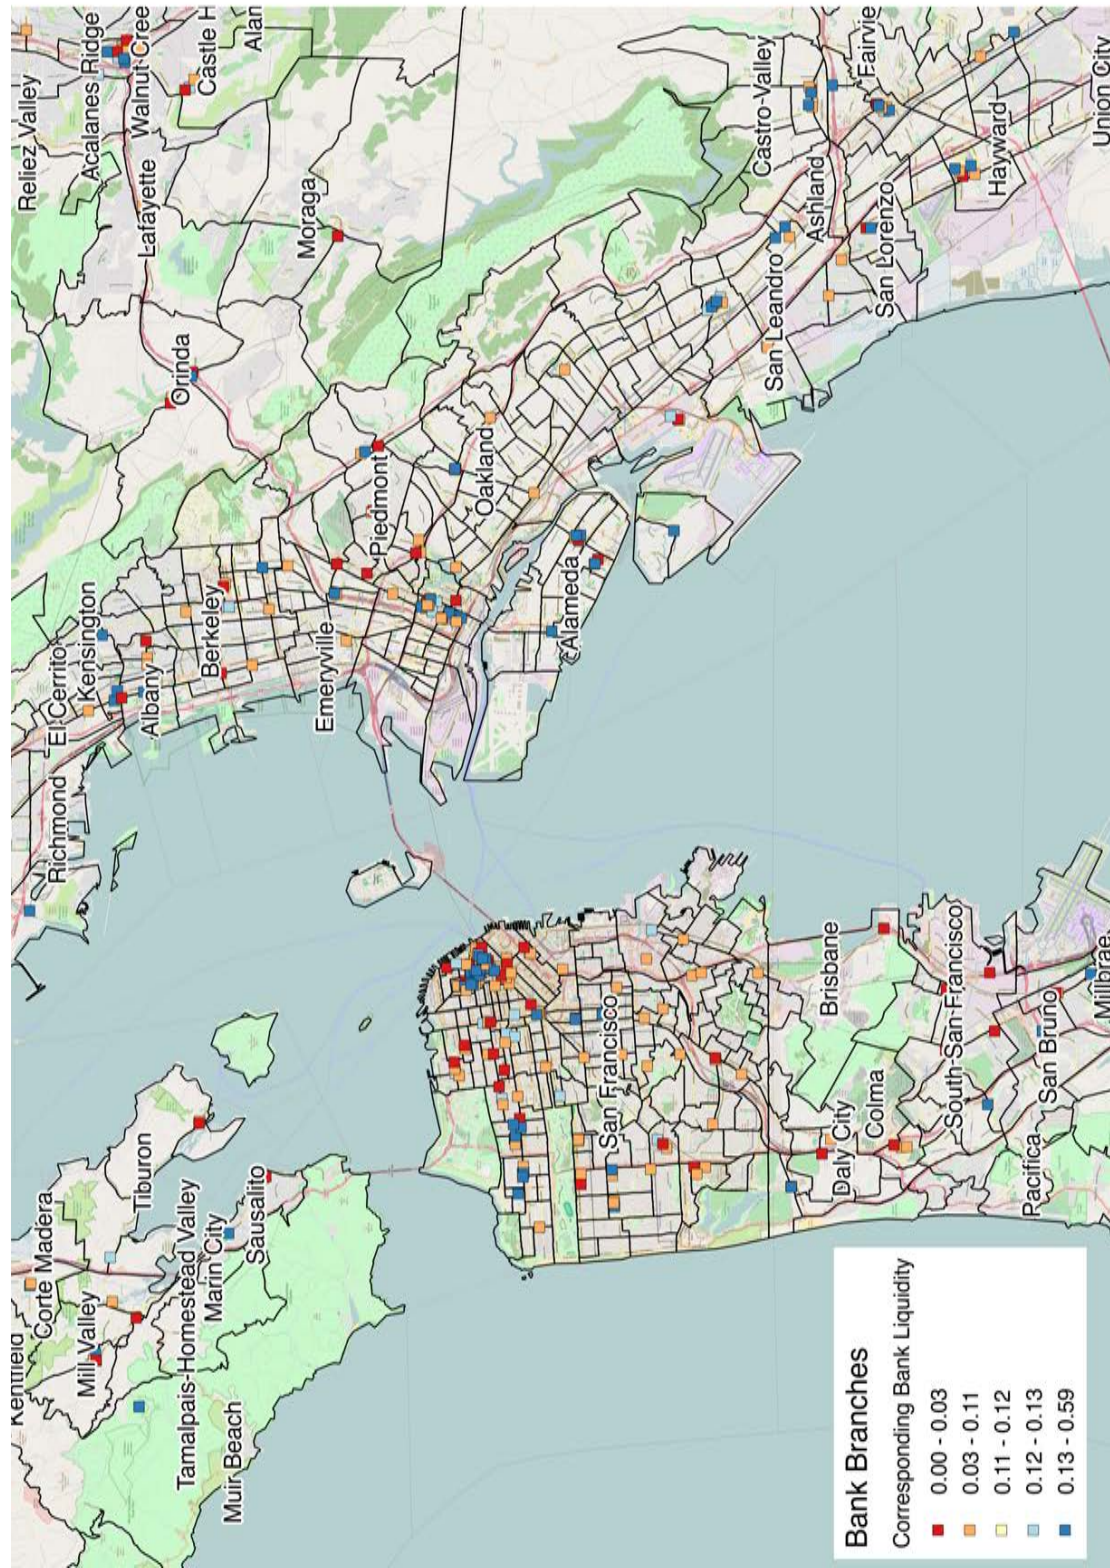 Kentfield
Corte Madera
Mill Valley
Tiburon
Tamalpais-Homestead Valley
Marin City
Sausalito
Muir Beach
Richmond
El Cerrito
Kensington
Albany
Berkeley
Emeryville
Piedmont
Oakland
Alameda
Reliez Valley
Acalanes Ridge
Walnut Cree
Castle H
Alan
Lafayette
Moraga
Orinda
Castro-Valley
Fairvie
Ashland
San Leandro
San Lorenzo
Hayward
Union City
San Francisco
Brisbane
Daly City
Colma
South-San-Francisco
San Bruno
Millbrae
Pacifica
Bank Branches
Corresponding Bank Liquidity
0.00 - 0.03
0.03 - 0.11
0.11 - 0.12
0.12 - 0.13
0.13 - 0.59